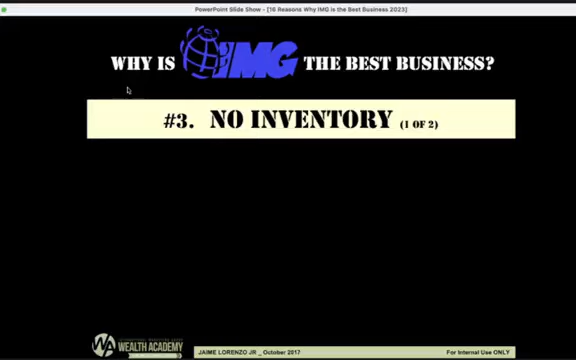 PowerPoint Slide Show - [16 Reasons Why IMG is the Best Business 2023]
WHY IS IMG THE BEST BUSINESS?
#3. NO INVENTORY (1 OF 2)
WA
WEALTH ACADEMY
JAIME LORENZO JR _ October 2017
For Internal Use ONLY